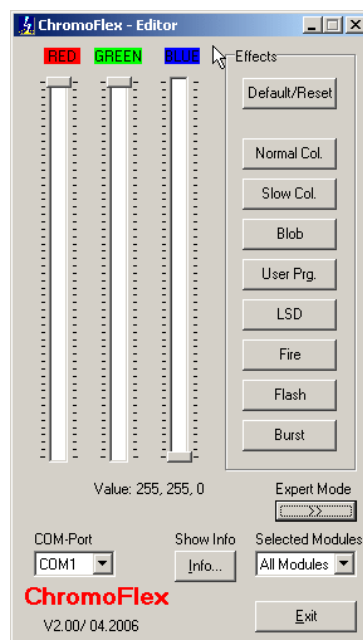 ChromoFlex - Editor
RED GREEN BLUE
Effects
Default/Reset
Normal Col.
Slow Col.
Blob
User Prg.
LSD
Fire
Flash
Burst
Value: 255, 255, 0
Expert Mode
>>
COM-Port Show Info Selected Modules
COM1 Info... All Modules
ChromoFlex
V2.00/ 04.2006
Exit